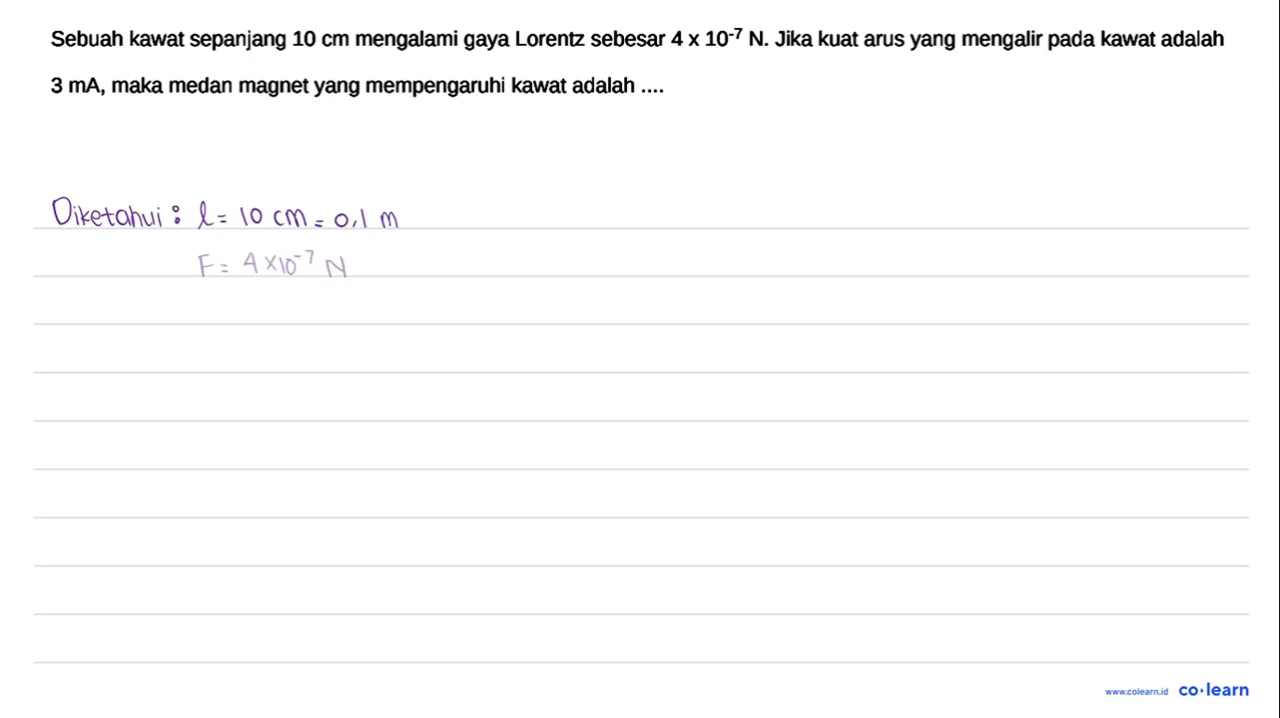 Sebuah kawat sepanjang 10 cm mengalami gaya Lorentz sebesar 4 x 10⁻⁷ N. Jika kuat arus yang mengalir pada kawat adalah
3 mA, maka medan magnet yang mempengaruhi kawat adalah ....
Diketahui : l = 10 cm = 0,1 m
F = 4 x 10⁻⁷ N
www.colearn.id co·learn